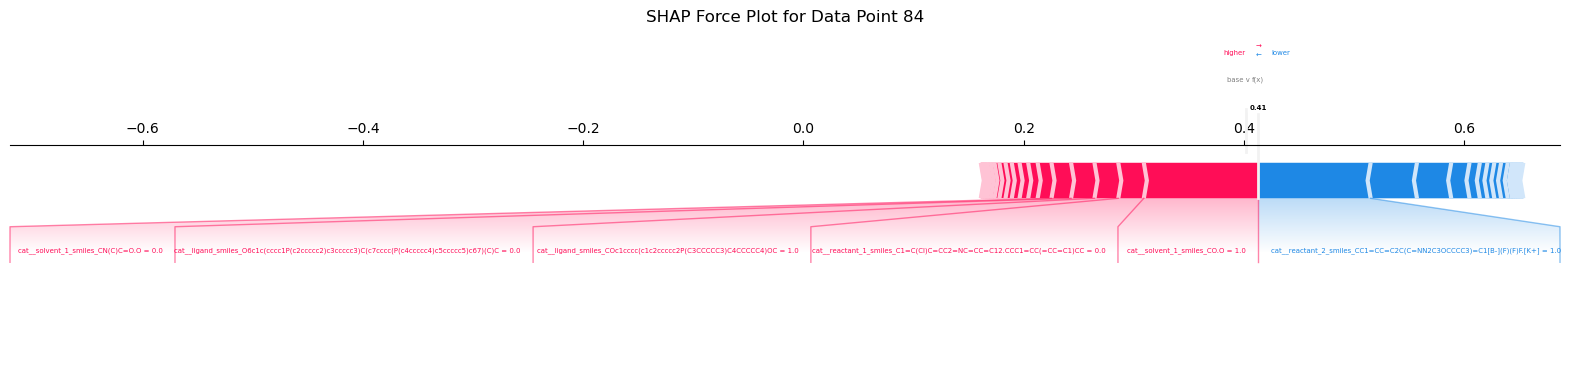 SHAP Force Plot for Data Point 84
higher → ← lower
base v f(x)
0.41
−0.6 −0.4 −0.2 0.0 0.2 0.4 0.6
cat__solvent_1_smiles_CN(C)C=O.O = 0.0 cat__ligand_smiles_O6c1c(cccc1P(c2ccccc2)c3ccccc3)C(c7cccc(P(c4ccccc4)c5ccccc5)c67)(C)C = 0.0 cat__ligand_smiles_COc1cccc(c1c2ccccc2P(C3CCCCC3)C4CCCCC4)OC = 1.0 cat__reactant_1_smiles_C1=C(Cl)C=CC2=NC=CC=C12.CCC1=CC(=CC=C1)CC = 0.0 cat__solvent_1_smiles_CO.O = 1.0 cat__reactant_2_smiles_CC1=CC=C2C(C=NN2C3OCCCC3)=C1[B-](F)(F)F.[K+] = 1.0